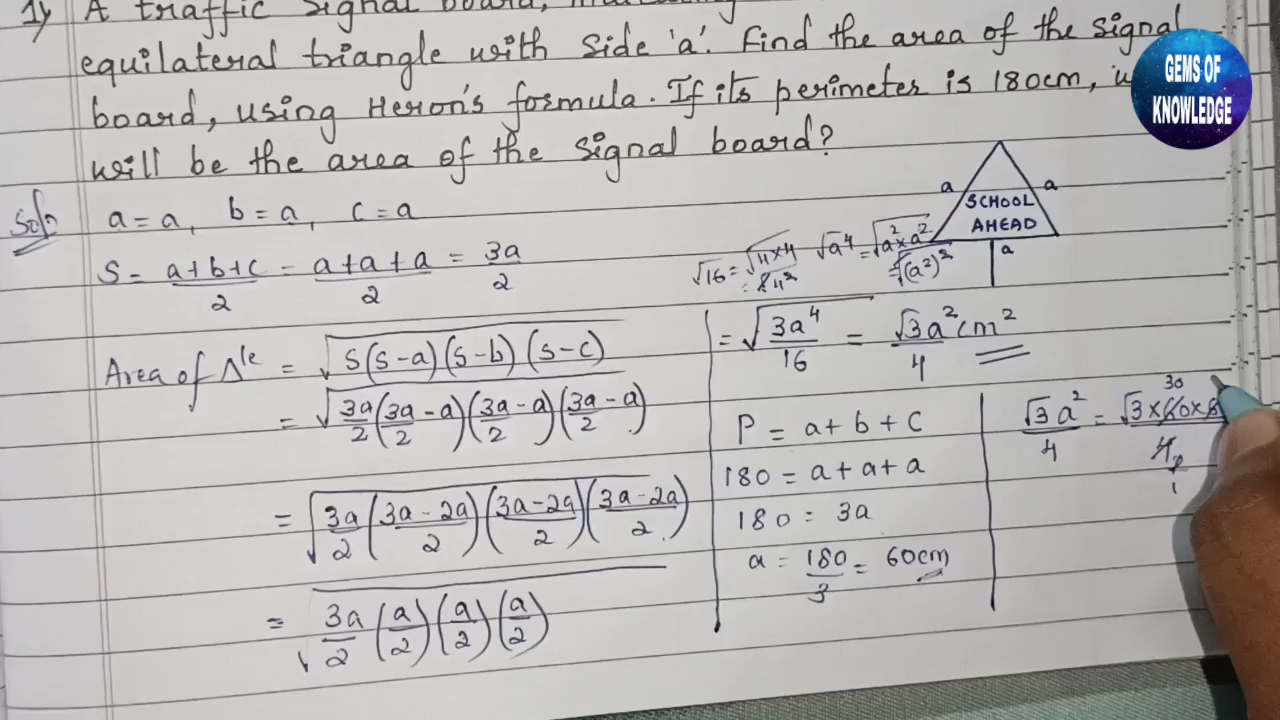 1) A traffic signal board,
equilateral triangle with side 'a'. Find the area of the signal
board, using Heron's formula. If its perimeter is 180cm,
will be the area of the signal board?
Sol:
a = a, b = a, c = a
S = a+b+c/2 = a+a+a/2 = 3a/2
Area of Δle = √s(s-a)(s-b)(s-c)
= √3a/2(3a/2-a)(3a/2-a)(3a/2-a)
= √3a/2(3a-2a/2)(3a-2a/2)(3a-2a/2)
= √3a/2(a/2)(a/2)(a/2)
√16 = √4×4
= 4²
√a⁴ = √a²×a²
= √(a²)²
= √3a⁴/16 = √3a²/4 cm²
P = a+b+c
180 = a+a+a
180 = 3a
a = 180/3 = 60cm
√3a²/4 = √3×60×
30
4
2
1
a
a
SCHOOL
AHEAD
a
GEMS OF
KNOWLEDGE